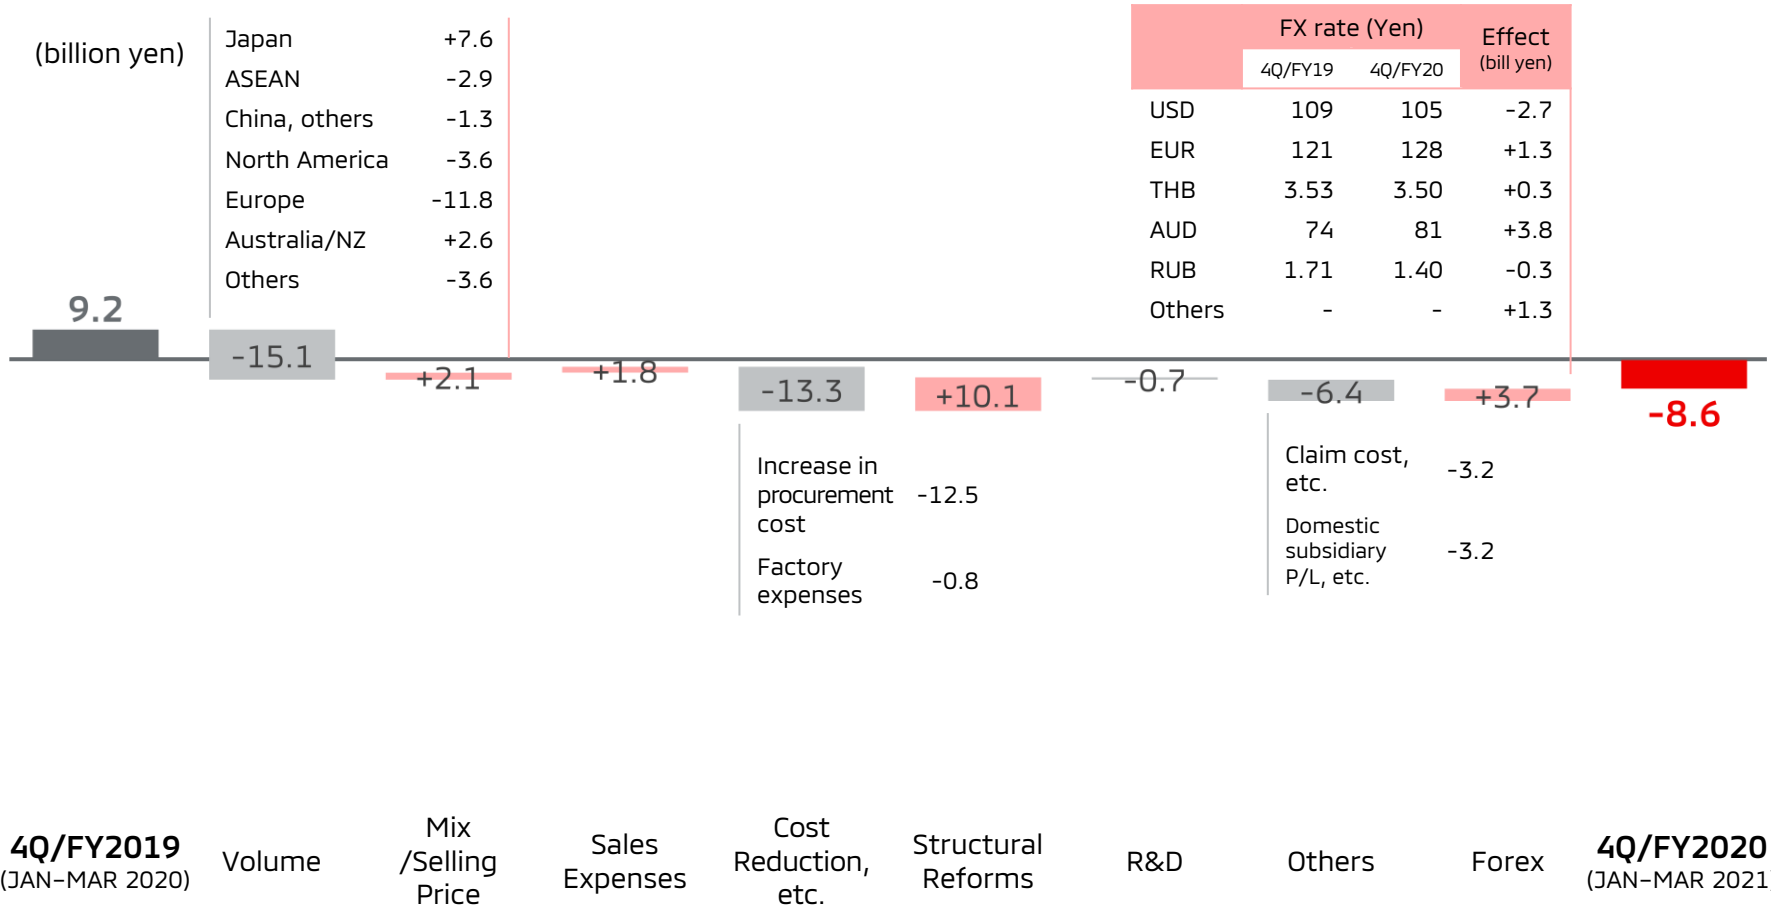 (billion yen)
Japan +7.6
ASEAN -2.9
China, others -1.3
North America -3.6
Europe -11.8
Australia/NZ +2.6
Others -3.6
FX rate (Yen) Effect
(bill yen)
4Q/FY19 4Q/FY20
USD 109 105 -2.7
EUR 121 128 +1.3
THB 3.53 3.50 +0.3
AUD 74 81 +3.8
RUB 1.71 1.40 -0.3
Others - - +1.3
9.2
-15.1
+2.1
+1.8
-13.3
+10.1
-0.7
-6.4
+3.7
-8.6
Increase in
procurement -12.5
cost
Factory
expenses -0.8
Claim cost,
etc. -3.2
Domestic
subsidiary -3.2
P/L, etc.
4Q/FY2019
(JAN-MAR 2020)
Volume
Mix
/Selling
Price
Sales
Expenses
Cost
Reduction,
etc.
Structural
Reforms
R&D
Others
Forex
4Q/FY2020
(JAN-MAR 2021)